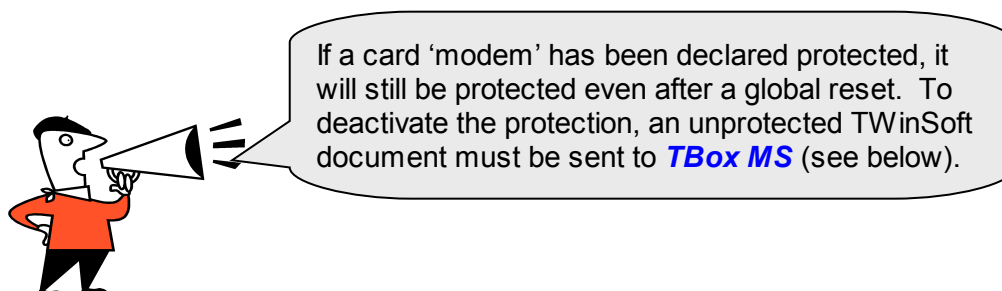 If a card ‘modem’ has been declared protected, it
will still be protected even after a global reset.  To
deactivate the protection, an unprotected TWinSoft
document must be sent to TBox MS (see below).